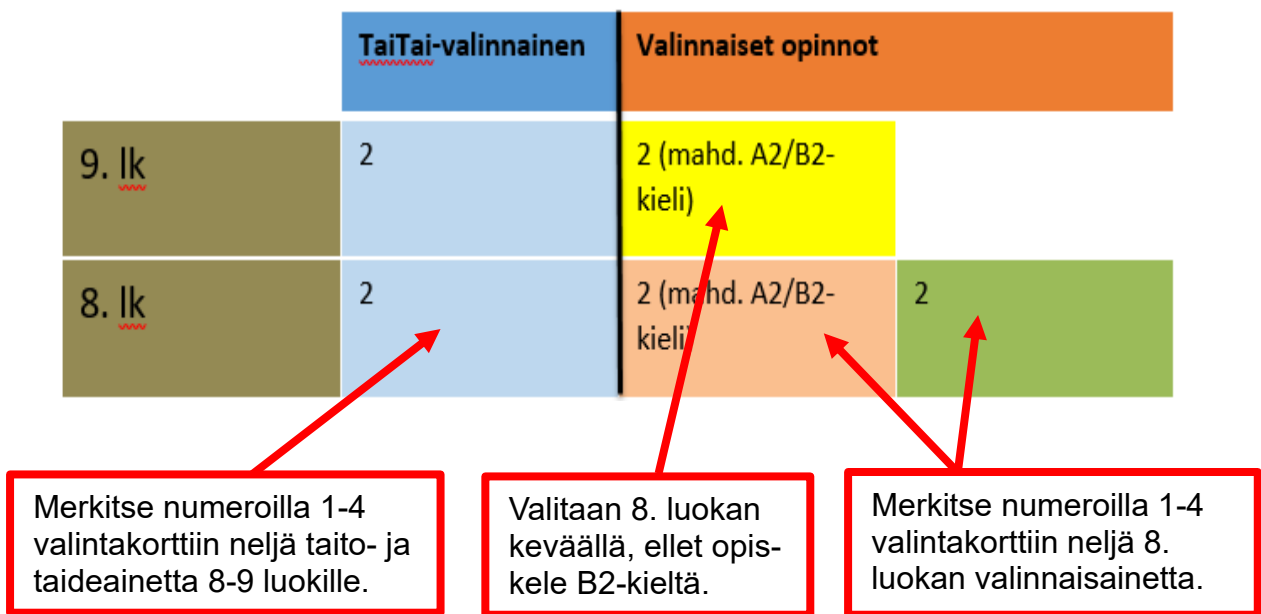 TaiTai-valinnainen
Valinnaiset opinnot
9. lk
2
2 (mahd. A2/B2-
kieli)
8. lk
2
2 (mahd. A2/B2-
kieli)
2
Merkitse numeroilla 1-4
valintakorttiin neljä taito- ja
taideainetta 8-9 luokille.
Valitaan 8. luokan
keväällä, ellet opis-
kele B2-kieltä.
Merkitse numeroilla 1-4
valintakorttiin neljä 8.
luokan valinnaisainetta.